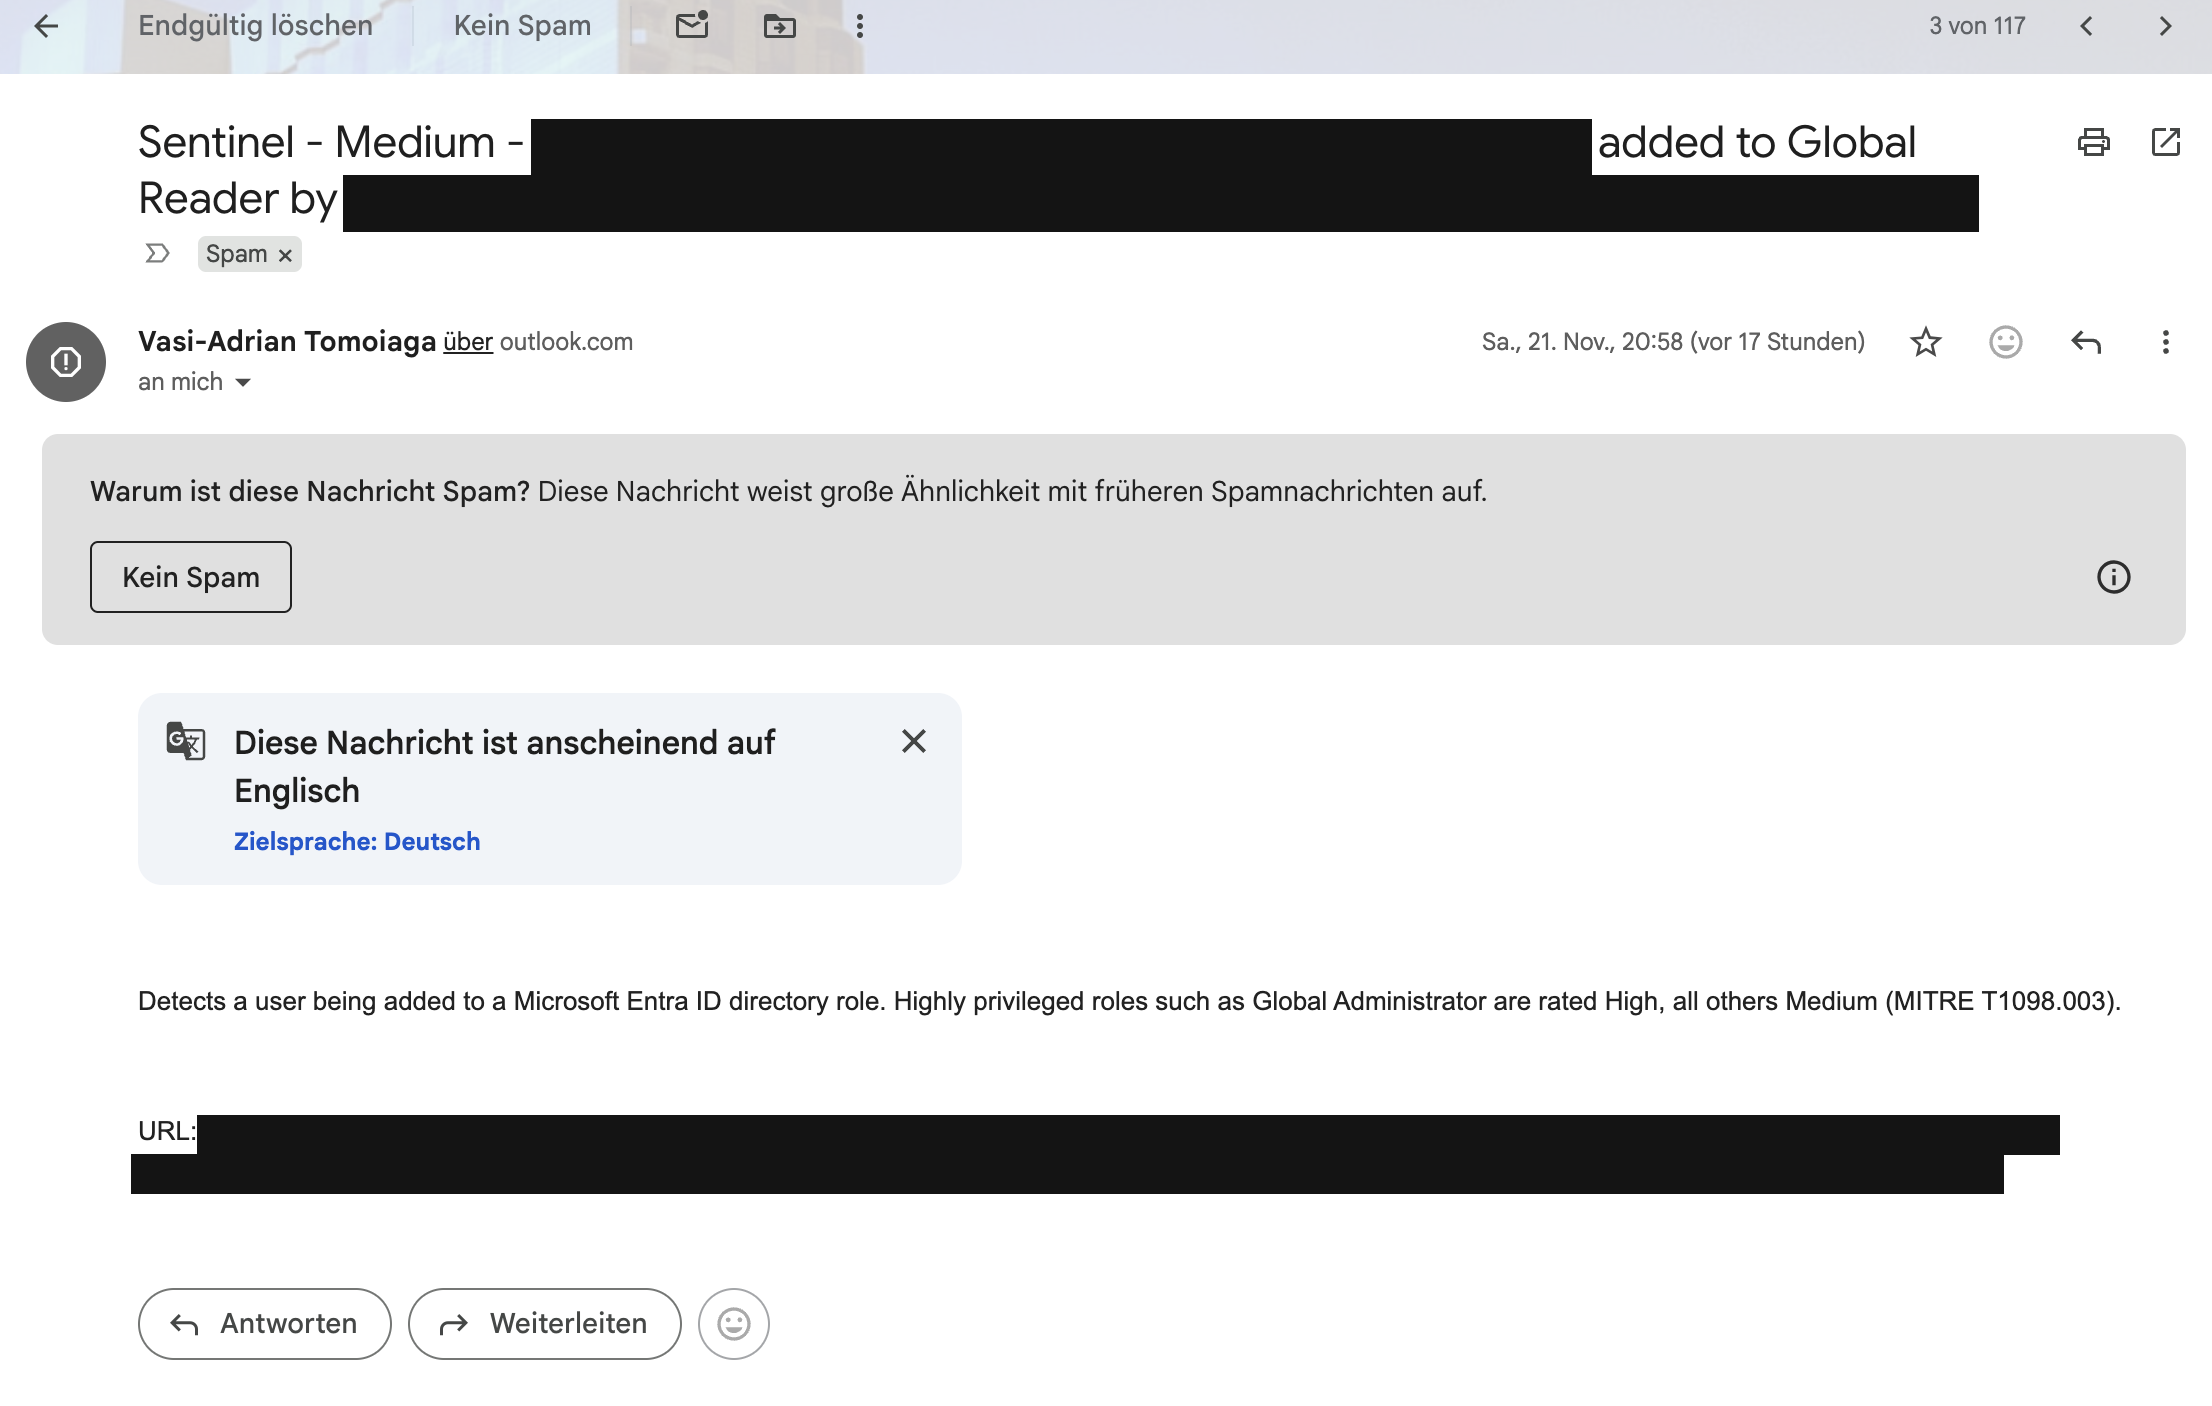 Endgültig löschen Kein Spam 3 von 117
Sentinel - Medium - added to Global
Reader by
Spam
Vasi-Adrian Tomoiaga über outlook.com Sa., 21. Nov., 20:58 (vor 17 Stunden)
an mich
Warum ist diese Nachricht Spam? Diese Nachricht weist große Ähnlichkeit mit früheren Spamnachrichten auf.
Kein Spam
Diese Nachricht ist anscheinend auf
Englisch
Zielsprache: Deutsch
Detects a user being added to a Microsoft Entra ID directory role. Highly privileged roles such as Global Administrator are rated High, all others Medium (MITRE T1098.003).
URL:
Antworten Weiterleiten